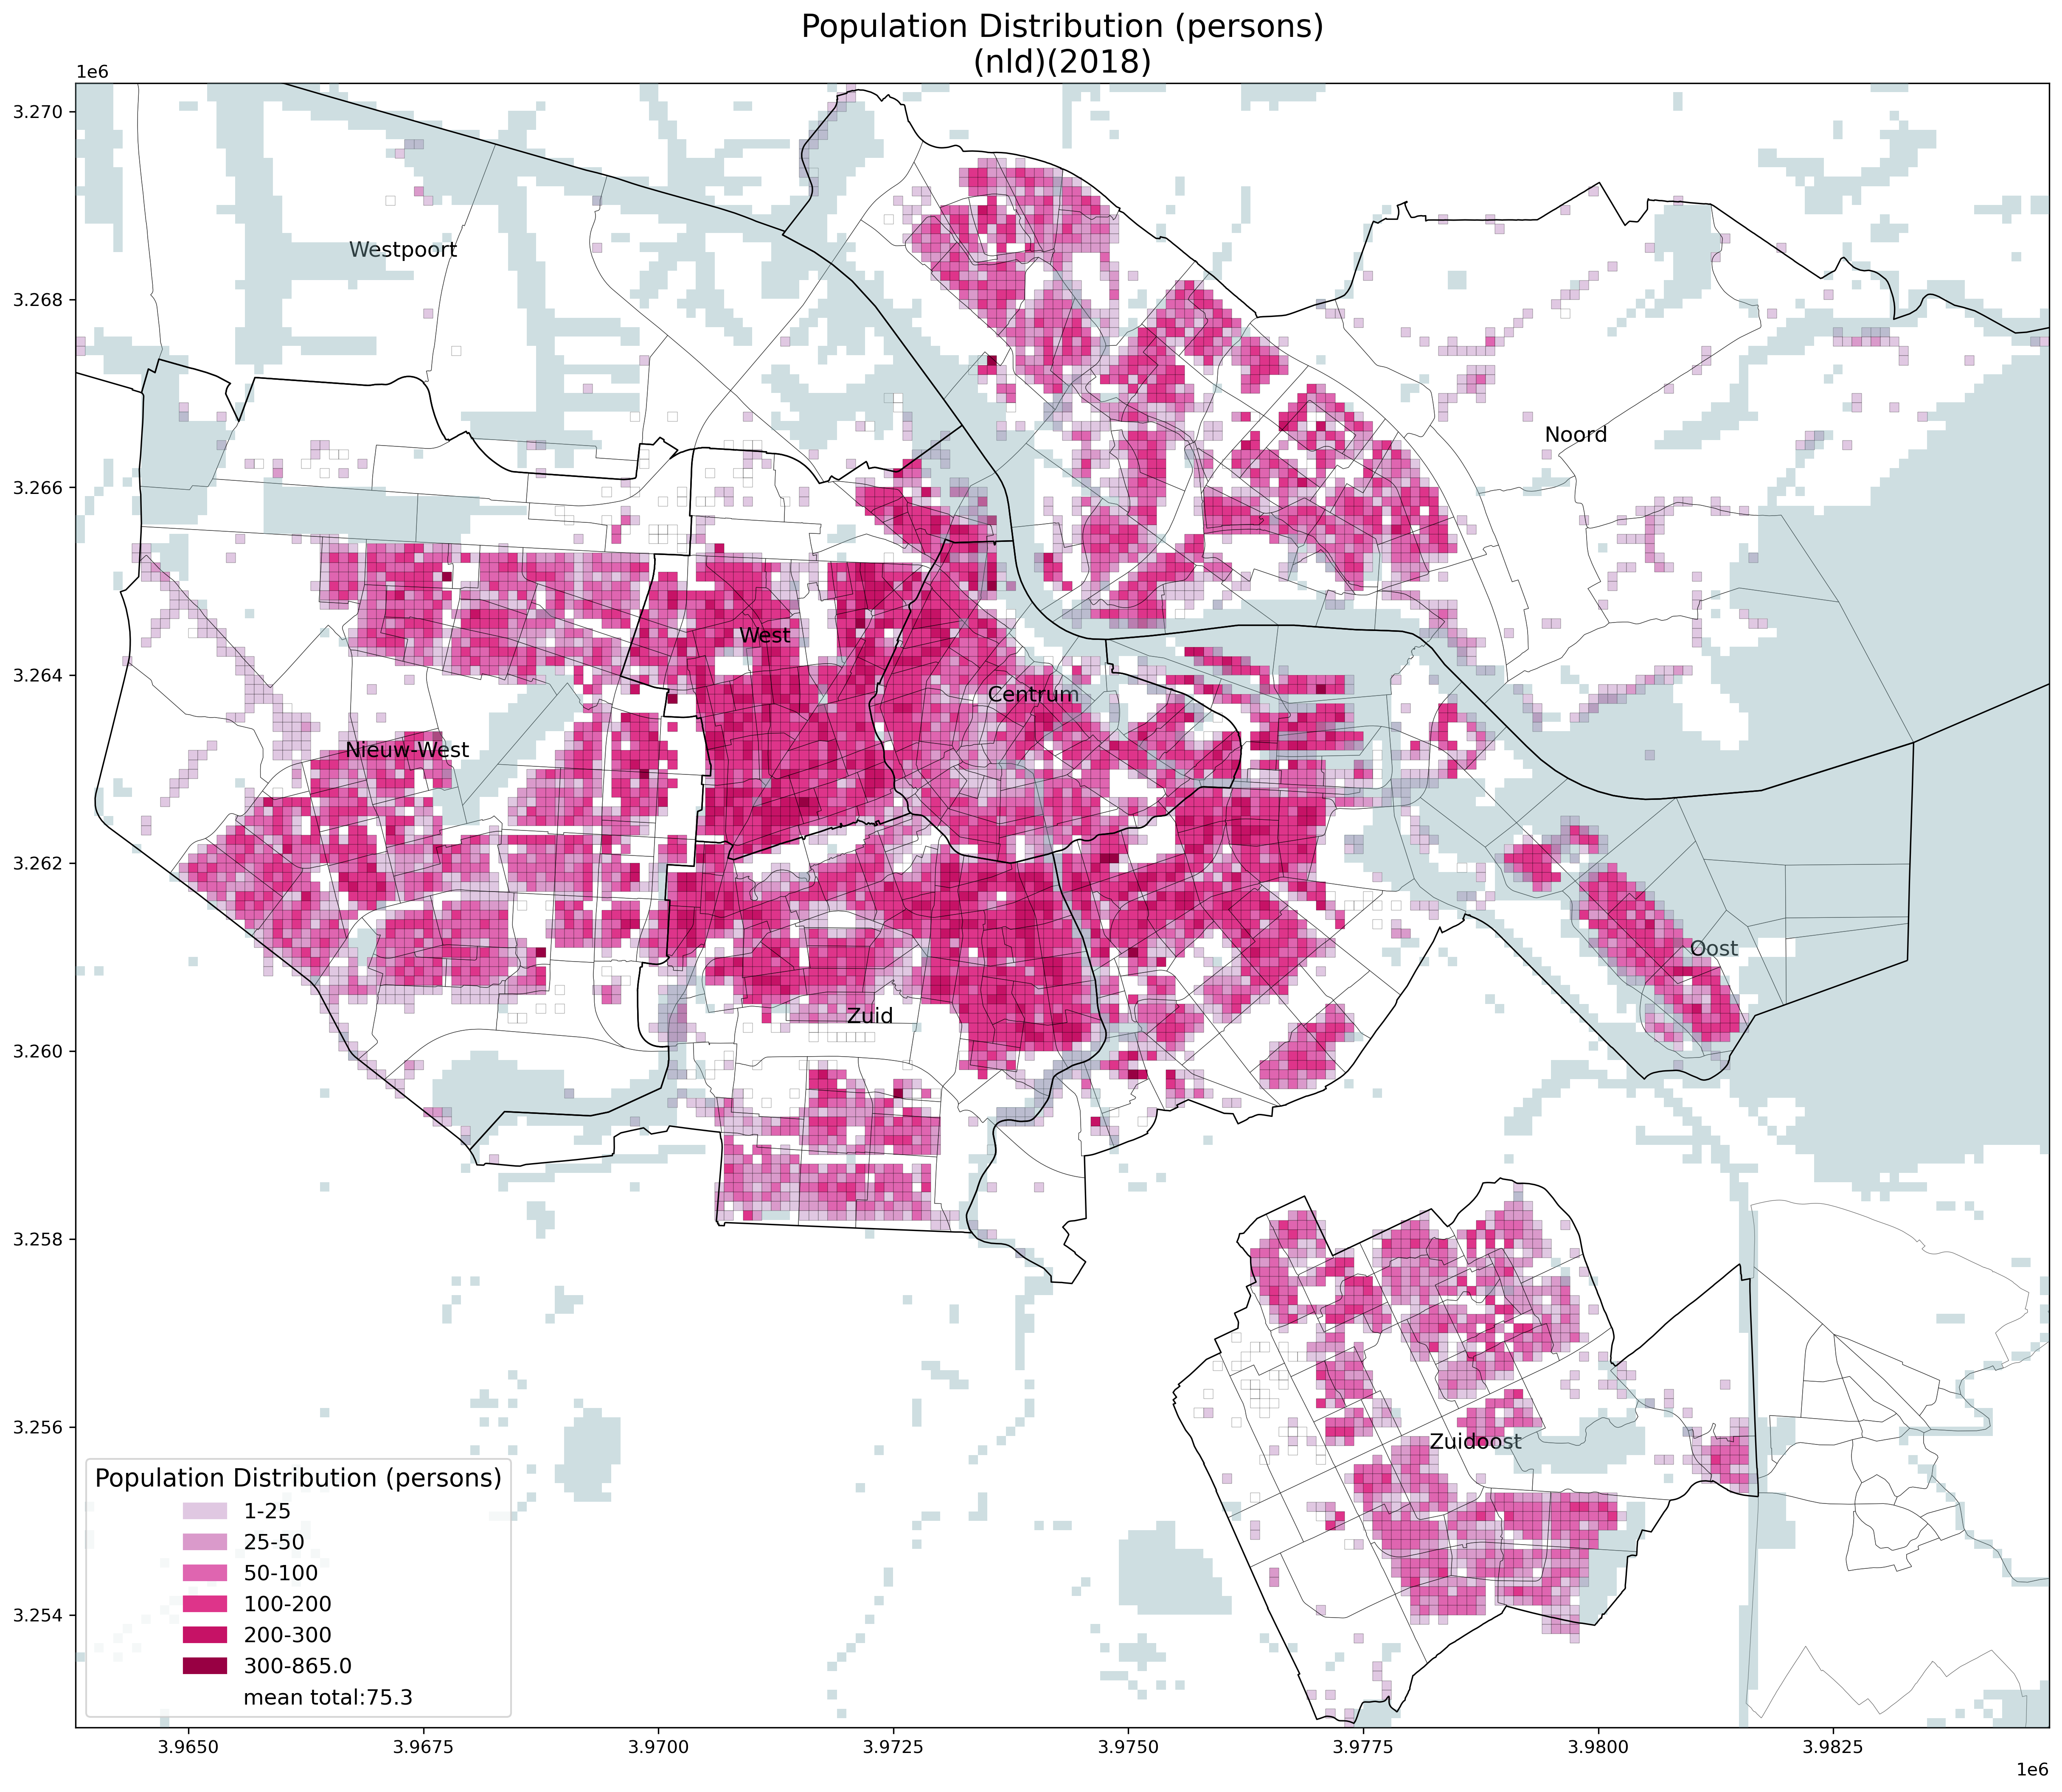 Population Distribution (persons)
(nld)(2018)
1e6
3.270
3.268
3.266
3.264
3.262
3.260
3.258
3.256
3.254
Westpoort
Noord
West
Centrum
Nieuw-West
Oost
Zuid
Zuidoost
Population Distribution (persons)
1-25
25-50
50-100
100-200
200-300
300-865.0
mean total:75.3
3.9650
3.9675
3.9700
3.9725
3.9750
3.9775
3.9800
3.9825
1e6